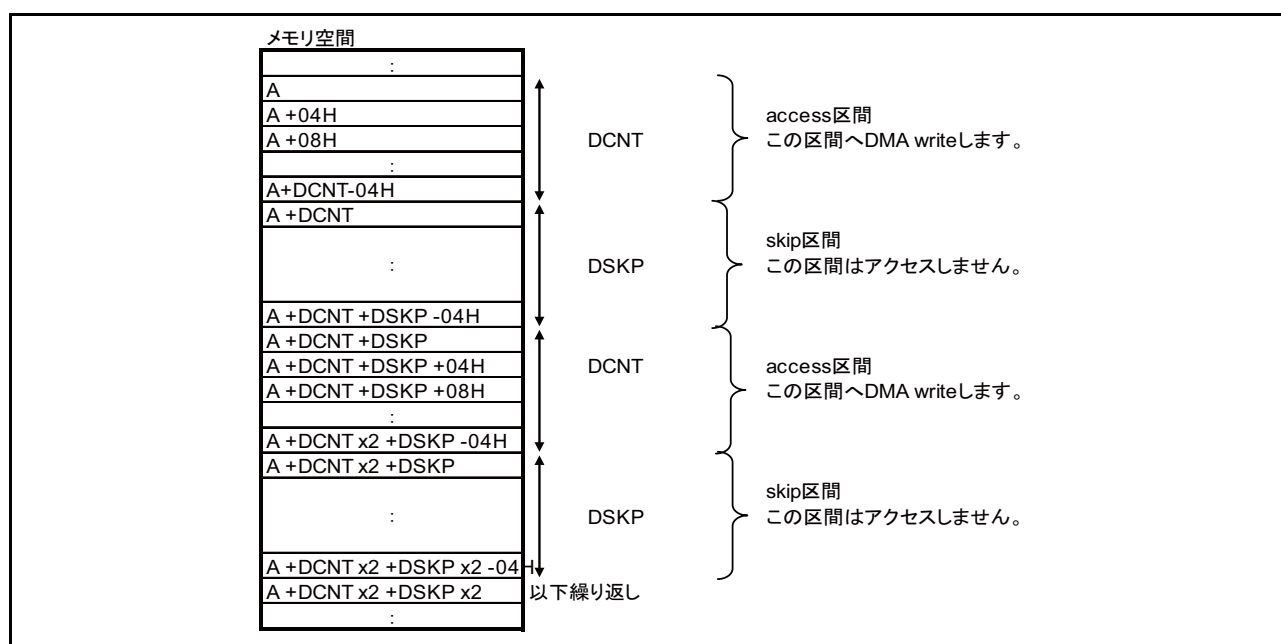 メモリ空間
:
A
A +04H
A +08H
:
A+DCNT-04H
DCNT
access区間
この区間へDMA writeします。
A +DCNT
:
A +DCNT +DSKP -04H
DSKP
skip区間
この区間はアクセスしません。
A +DCNT +DSKP
A +DCNT +DSKP +04H
A +DCNT +DSKP +08H
:
A +DCNT x2 +DSKP -04H
DCNT
access区間
この区間へDMA writeします。
A +DCNT x2 +DSKP
:
A +DCNT x2 +DSKP x2 -04H
DSKP
skip区間
この区間はアクセスしません。
A +DCNT x2 +DSKP x2 以下繰り返し
: